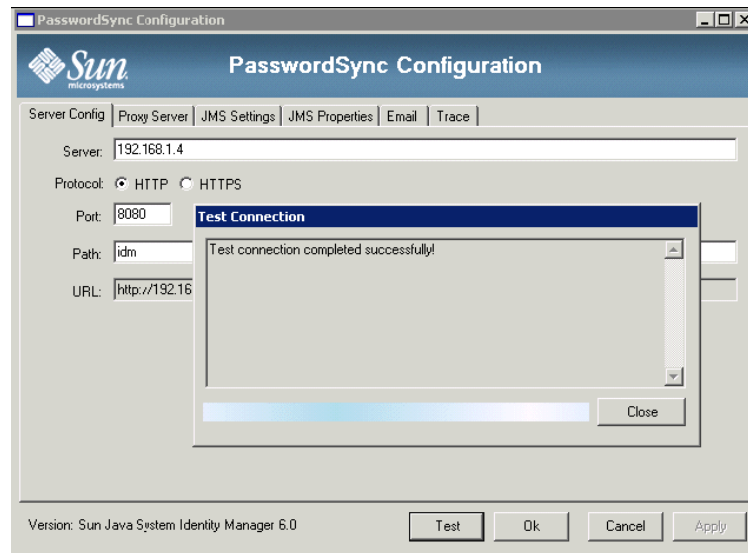 PasswordSync Configuration
Sun
microsystems
PasswordSync Configuration
Server Config Proxy Server JMS Settings JMS Properties Email Trace
Server: 192.168.1.4
Protocol: HTTP HTTPS
Port: 8080
Test Connection
Path: idm
Test connection completed successfully!
URL: http://192.16
Close
Version: Sun Java System Identity Manager 6.0
Test Ok Cancel Apply